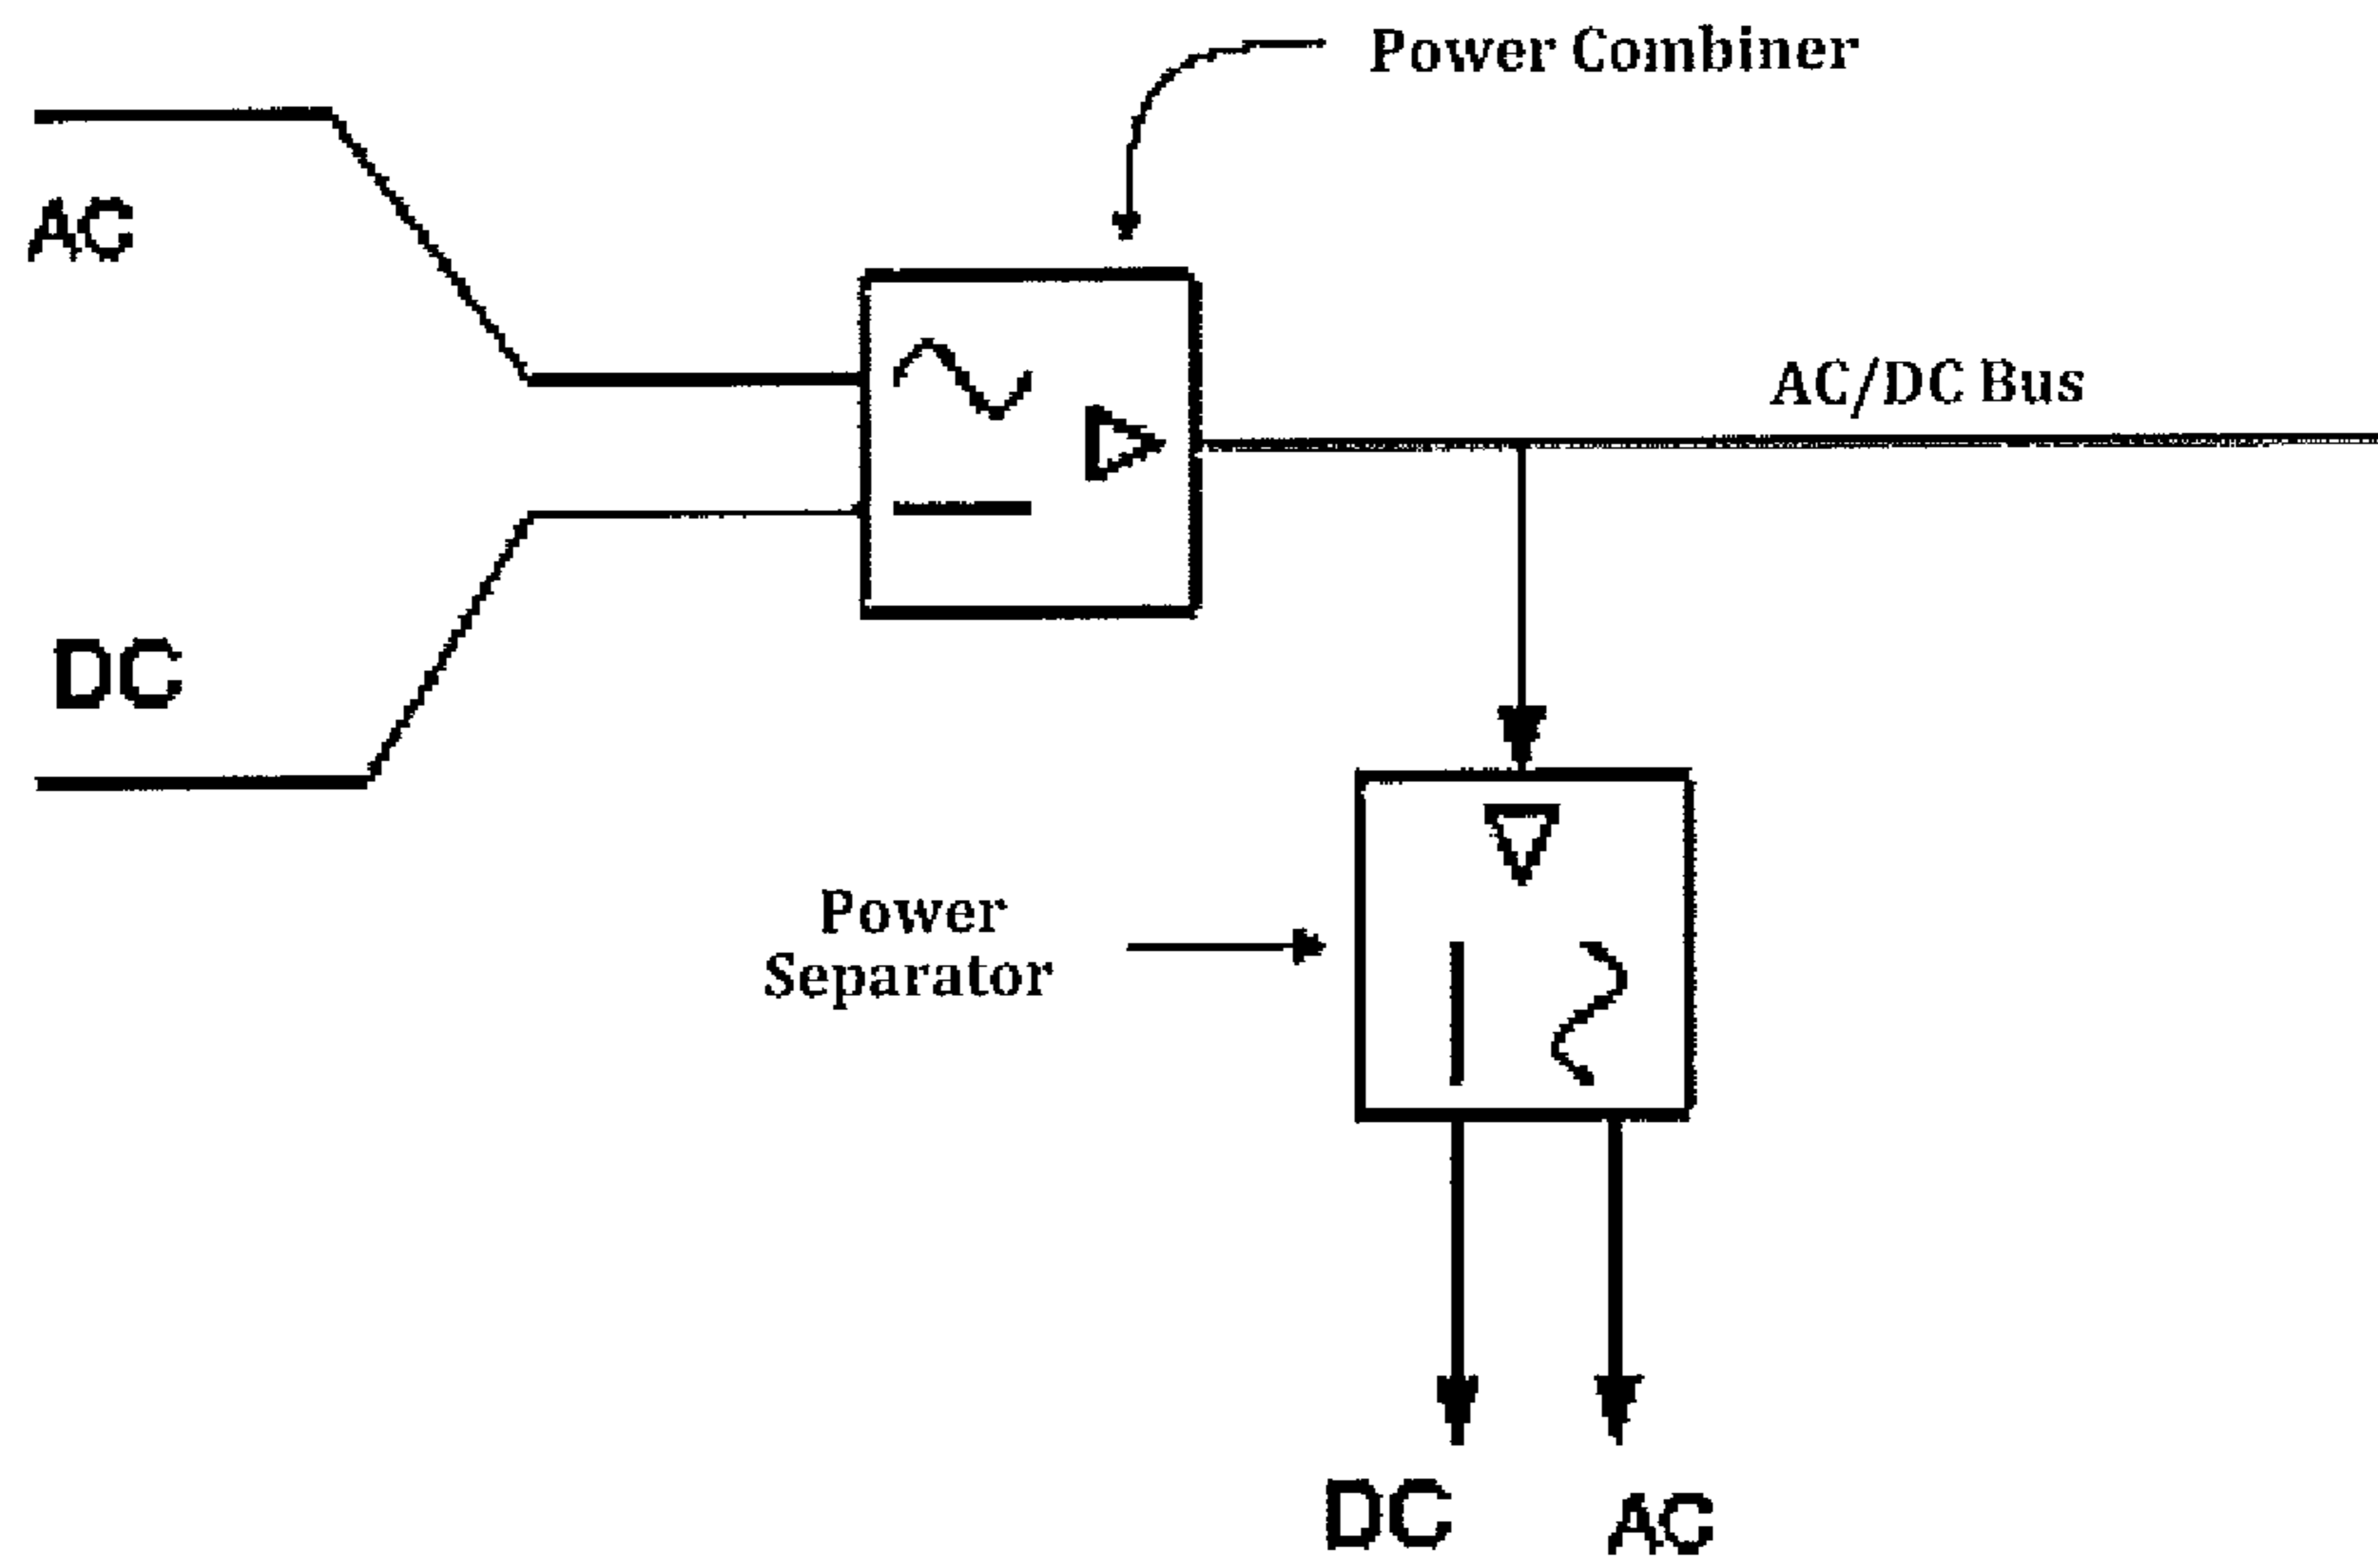 Power Combiner
AC
AC/DC Bus
DC
Power
Separator
DC
AC